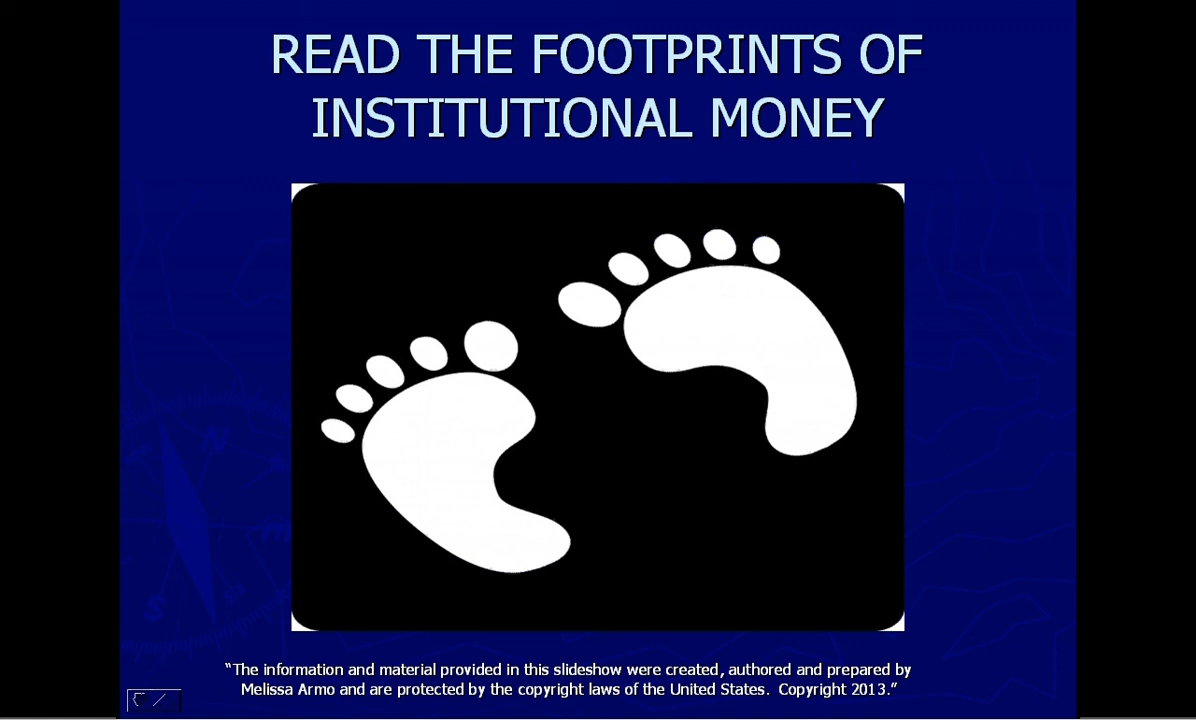 READ THE FOOTPRINTS OF
INSTITUTIONAL MONEY
N
S
“The information and material provided in this slideshow were created, authored and prepared by
Melissa Armo and are protected by the copyright laws of the United States.  Copyright 2013.”